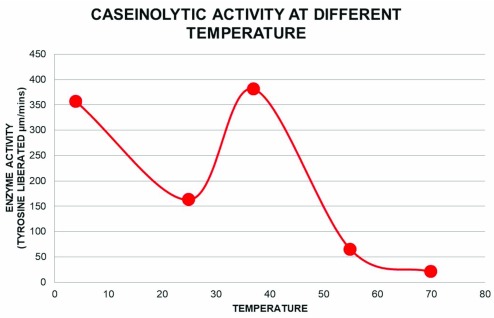 CASEINOLYTIC ACTIVITY AT DIFFERENT
TEMPERATURE
ENZYME ACTIVITY
(TYROSINE LIBERATED µm/mins)
450
400
350
300
250
200
150
100
50
0
0 10 20 30 40 50 60 70 80
TEMPERATURE